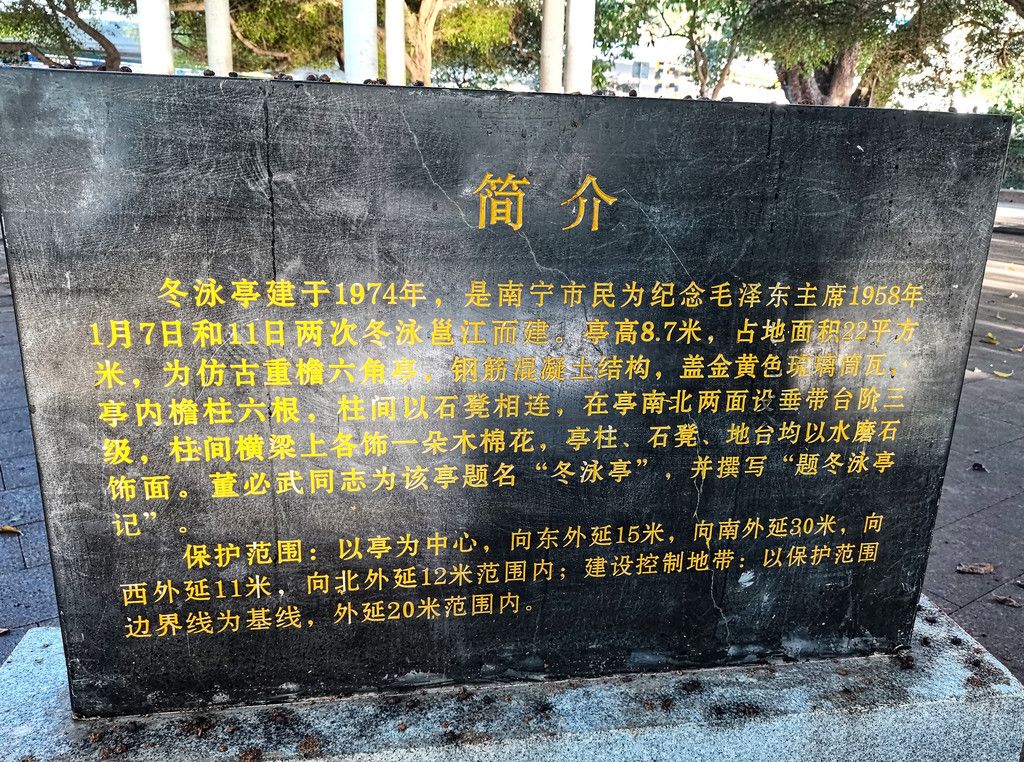 简介
冬泳亭建于1974年，是南宁市民为纪念毛泽东主席1958年
1月7日和11日两次冬泳邕江而建。亭高8.7米，占地面积22平方
米，为仿古重檐六角亭，钢筋混凝土结构，盖金黄色琉璃筒瓦，
亭内檐柱六根，柱间以石凳相连，在亭南北两面设垂带台阶三
级，柱间横梁上各饰一朵木棉花，亭柱、石凳、地台均以水磨石
饰面。董必武同志为该亭题名“冬泳亭”，并撰写“题冬泳亭
记”。
保护范围：以亭为中心，向东外延15米，向南外延30米，向
西外延11米，向北外延12米范围内；建设控制地带：以保护范围
边界线为基线，外延20米范围内。